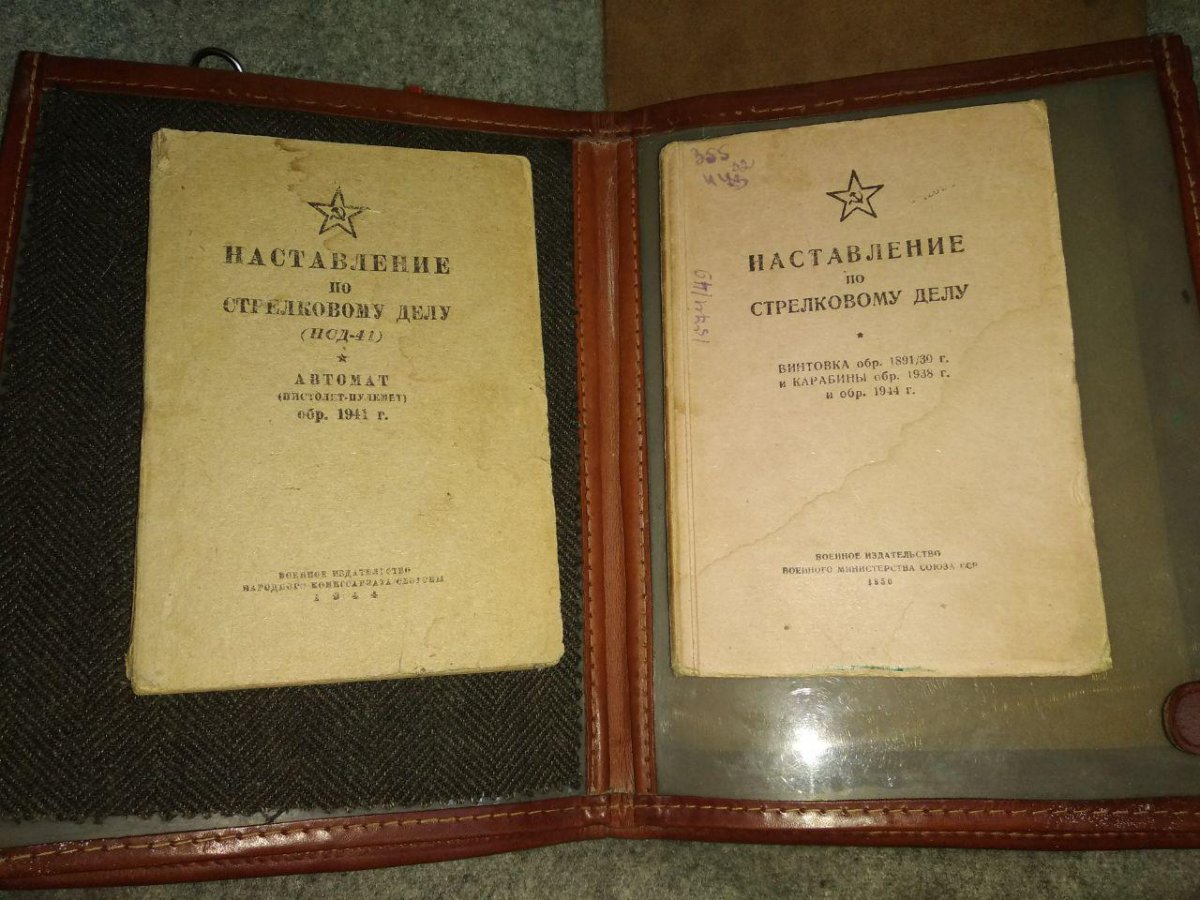 НАСТАВЛЕНИЕ
ПО
СТРЕЛКОВОМУ ДЕЛУ
(НСД-41)
АВТОМАТ
(ПИСТОЛЕТ-ПУЛЕМЕТ)
обр. 1941 г.
ВОЕННОЕ ИЗДАТЕЛЬСТВО
НАРОДНОГО КОМИССАРИАТА ОБОРОНЫ
1944
355
НАСТАВЛЕНИЕ
ПО
СТРЕЛКОВОМУ ДЕЛУ
ВИНТОВКА обр. 1891/30 г.
и КАРАБИНЫ обр. 1938 г.
и обр. 1944 г.
ВОЕННОЕ ИЗДАТЕЛЬСТВО
ВОЕННОГО МИНИСТЕРСТВА СОЮЗА ССР
1950